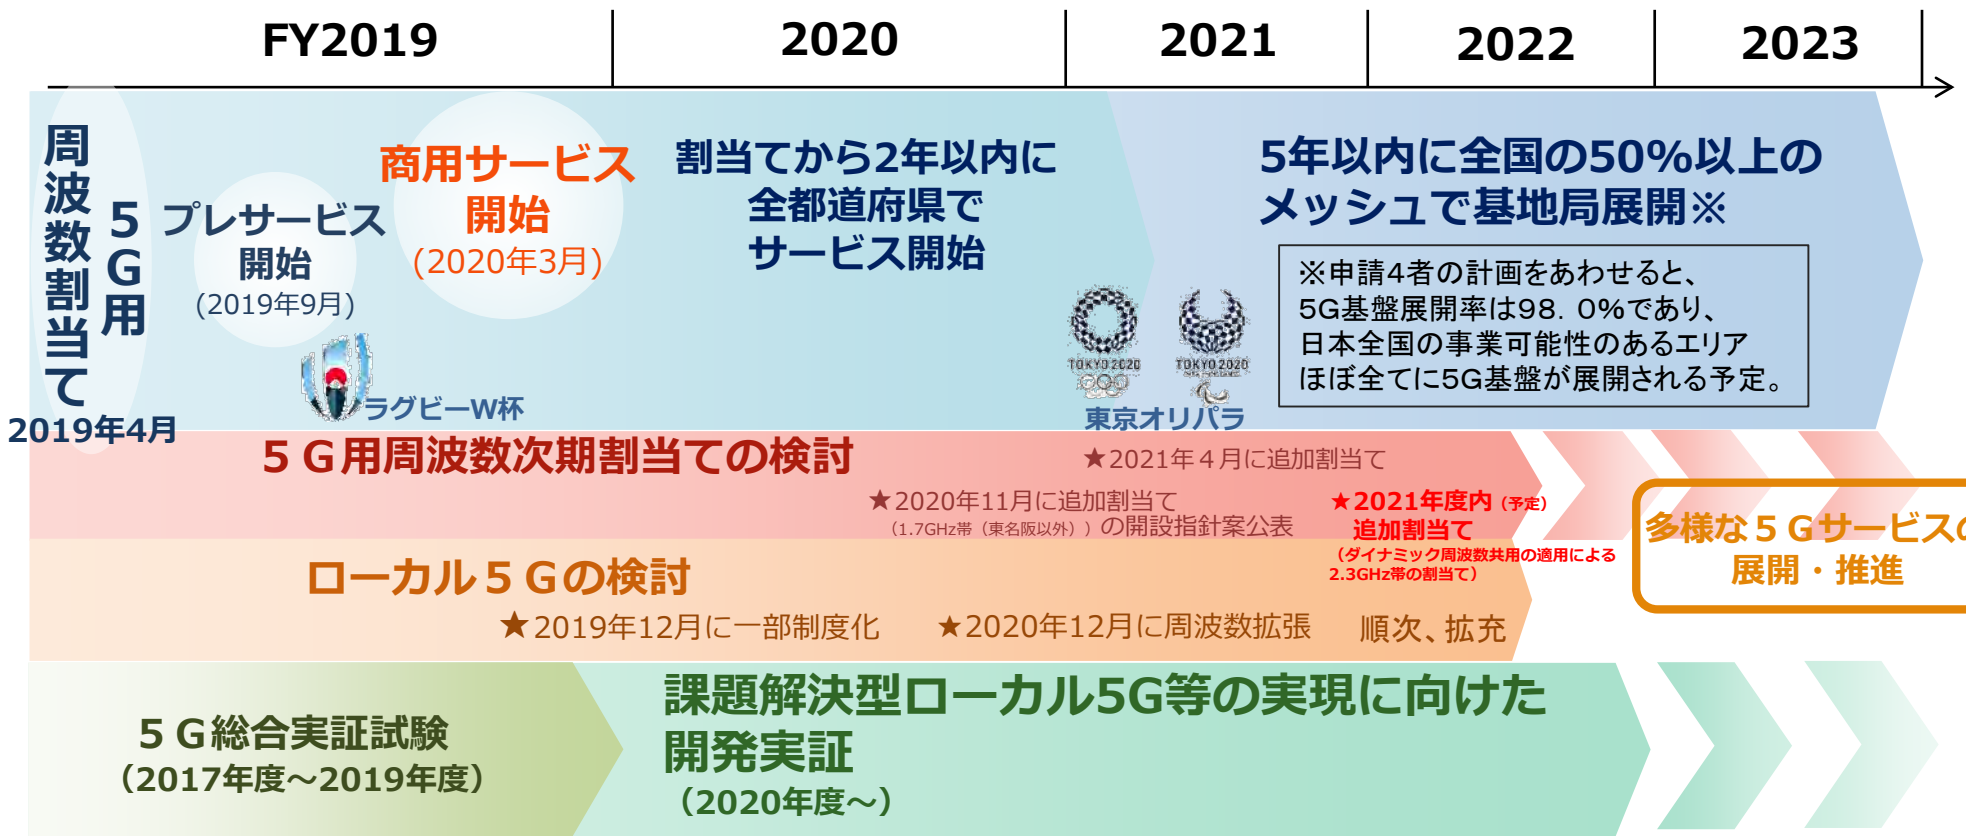 FY2019
2020
2021
2022
2023
5G用
周波数割当て
2019年4月
プレサービス
開始
(2019年9月)
商用サービス
開始
(2020年3月)
ラグビーW杯
割当てから2年以内に
全都道府県で
サービス開始
TOKYO 2020
TOKYO 2020
東京オリパラ
5年以内に全国の50%以上の
メッシュで基地局展開※
※申請4者の計画をあわせると、
5G基盤展開率は98．0%であり、
日本全国の事業可能性のあるエリア
ほぼ全てに5G基盤が展開される予定。
５Ｇ用周波数次期割当ての検討
★2021年４月に追加割当て
★2020年11月に追加割当て
（1.7GHz帯（東名阪以外））の開設指針案公表
★2021年度内（予定）
追加割当て
（ダイナミック周波数共用の適用による
2.3GHz帯の割当て）
ローカル５Ｇの検討
★2019年12月に一部制度化
★2020年12月に周波数拡張
順次、拡充
多様な５Ｇサービスの
展開・推進
５Ｇ総合実証試験
（2017年度～2019年度）
課題解決型ローカル5G等の実現に向けた
開発実証
（2020年度～）